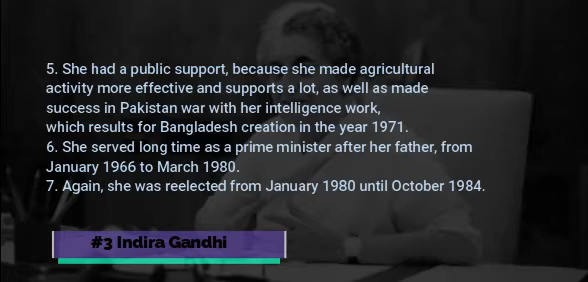 5. She had a public support, because she made agricultural
activity more effective and supports a lot, as well as made
success in Pakistan war with her intelligence work,
which results for Bangladesh creation in the year 1971.
6. She served long time as a prime minister after her father, from
January 1966 to March 1980.
7. Again, she was reelected from January 1980 until October 1984.
#3 Indira Gandhi